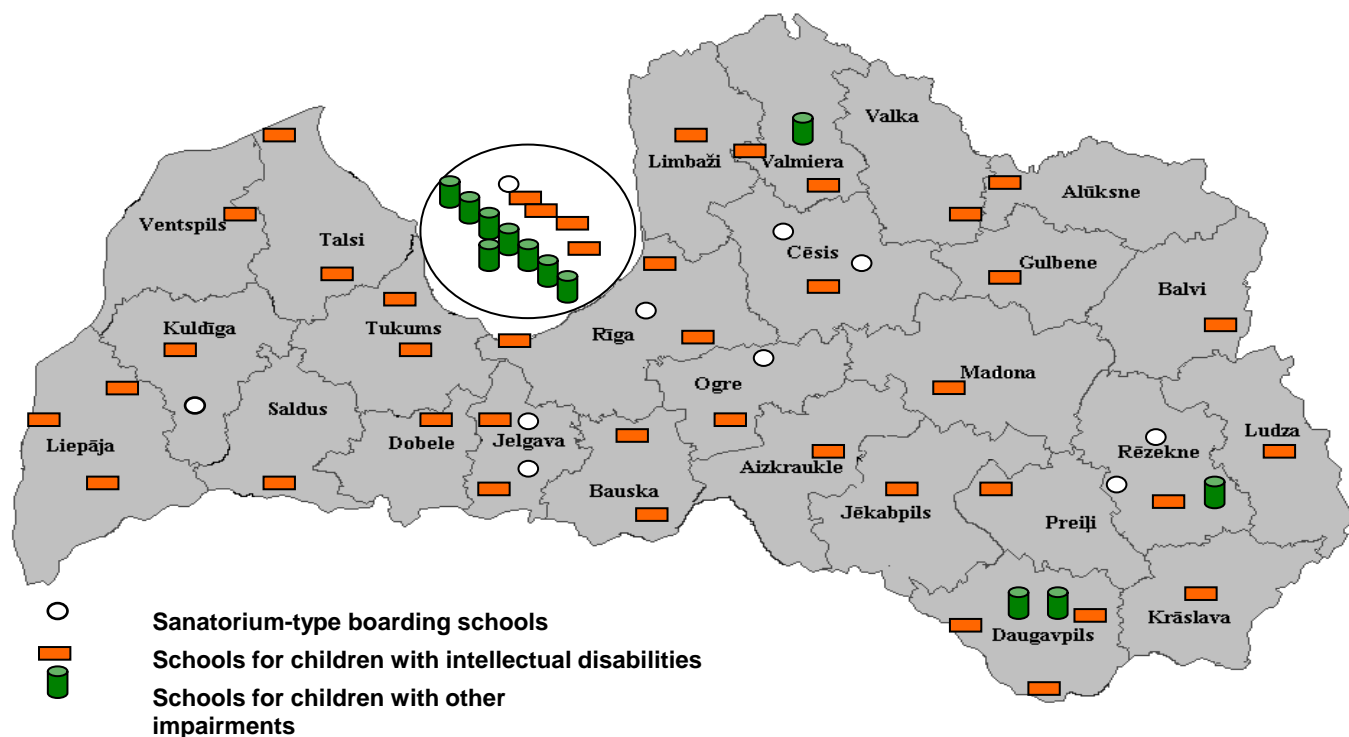 Valka
Limbaži
Valmiera
Alūksne
Ventspils
Talsi
Cēsis
Gulbene
Balvi
Kuldīga
Tukums
Rīga
Ogre
Madona
Saldus
Dobele
Jelgava
Liepāja
Aizkraukle
Rēzekne
Ludza
Bauska
Jēkabpils
Preiļi
Krāslava
Daugavpils
Sanatorium-type boarding schools
Schools for children with intellectual disabilities
Schools for children with other
impairments